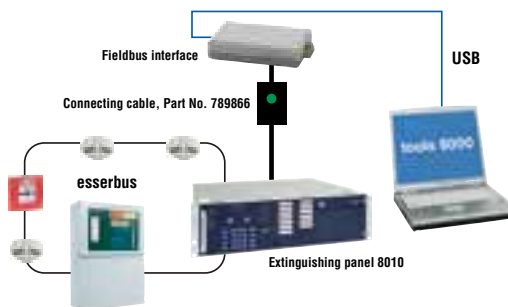 Fieldbus interface
USB
Connecting cable, Part No. 789866
tools 8000
esserbus
Extinguishing panel 8010